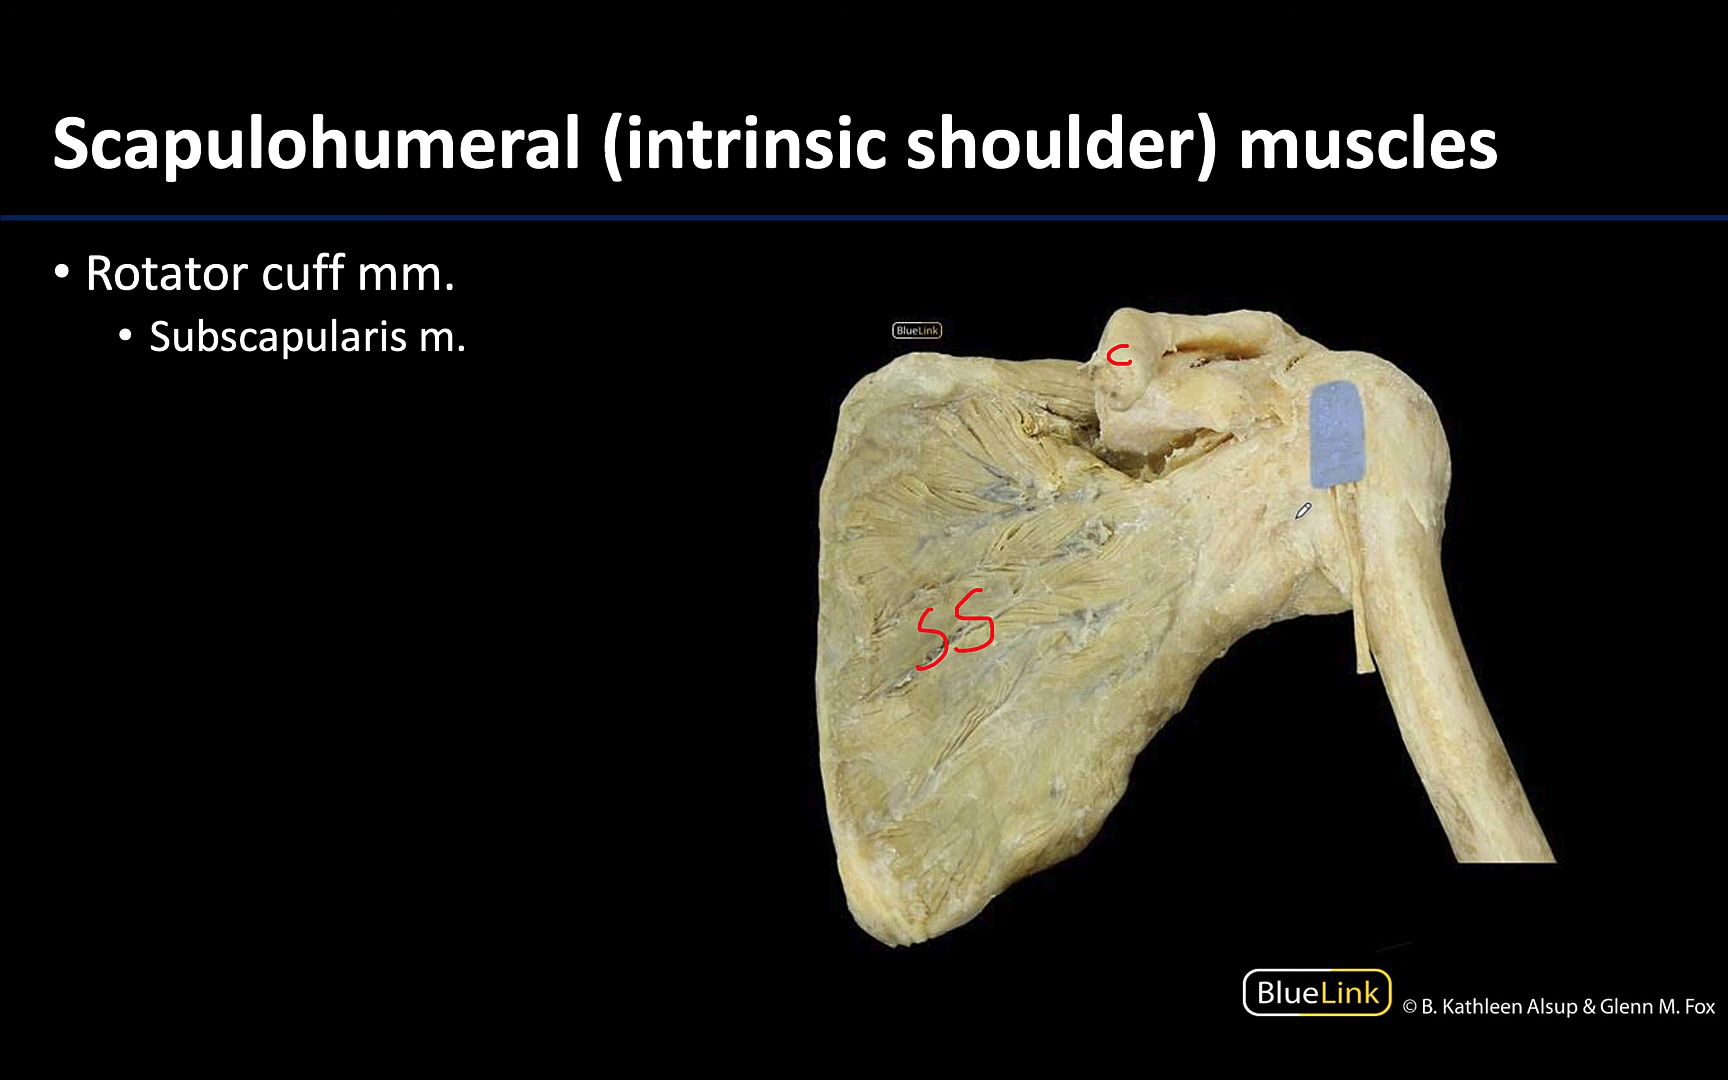 Scapulohumeral (intrinsic shoulder) muscles
• Rotator cuff mm.
• Subscapularis m.
BlueLink
C
SS
BlueLink
© B. Kathleen Alsup & Glenn M. Fox